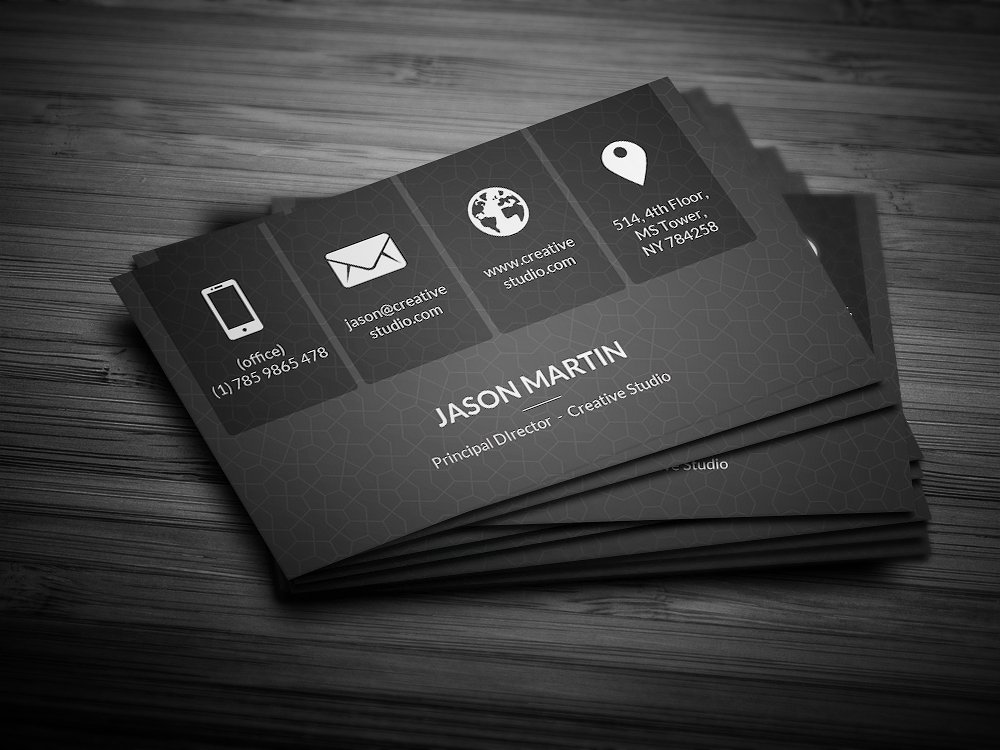 (office)
(1) 785 9865 478
jason@creative
studio.com
www.creative
studio.com
514, 4th Floor,
MS Tower,
NY 784258
JASON MARTIN
Principal DIrector - Creative Studio
Studio